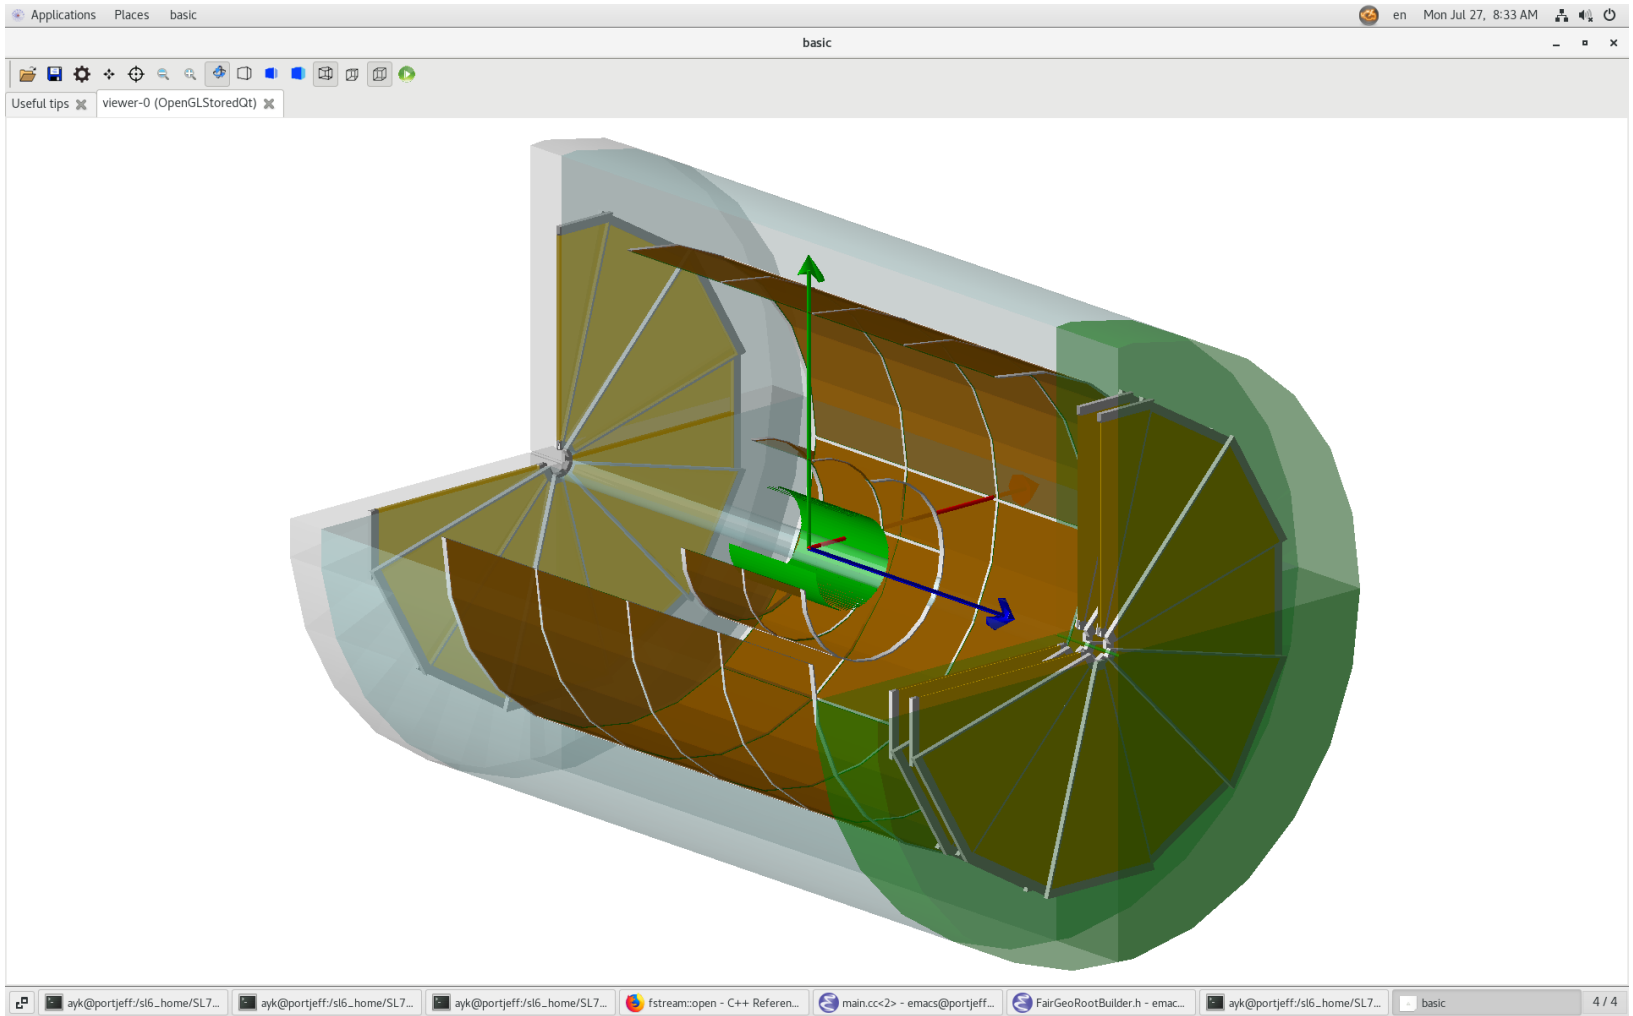 Applications Places basic en Mon Jul 27, 8:33 AM
basic
Useful tips viewer-0 (OpenGLStoredQt)
ayk@portjeff:/sl6_home/SL7... ayk@portjeff:/sl6_home/SL7... ayk@portjeff:/sl6_home/SL7... fstream::open - C++ Referen... main.cc<2> - emacs@portjeff... FairGeoRootBuilder.h - emac... ayk@portjeff:/sl6_home/SL7... basic 4 / 4